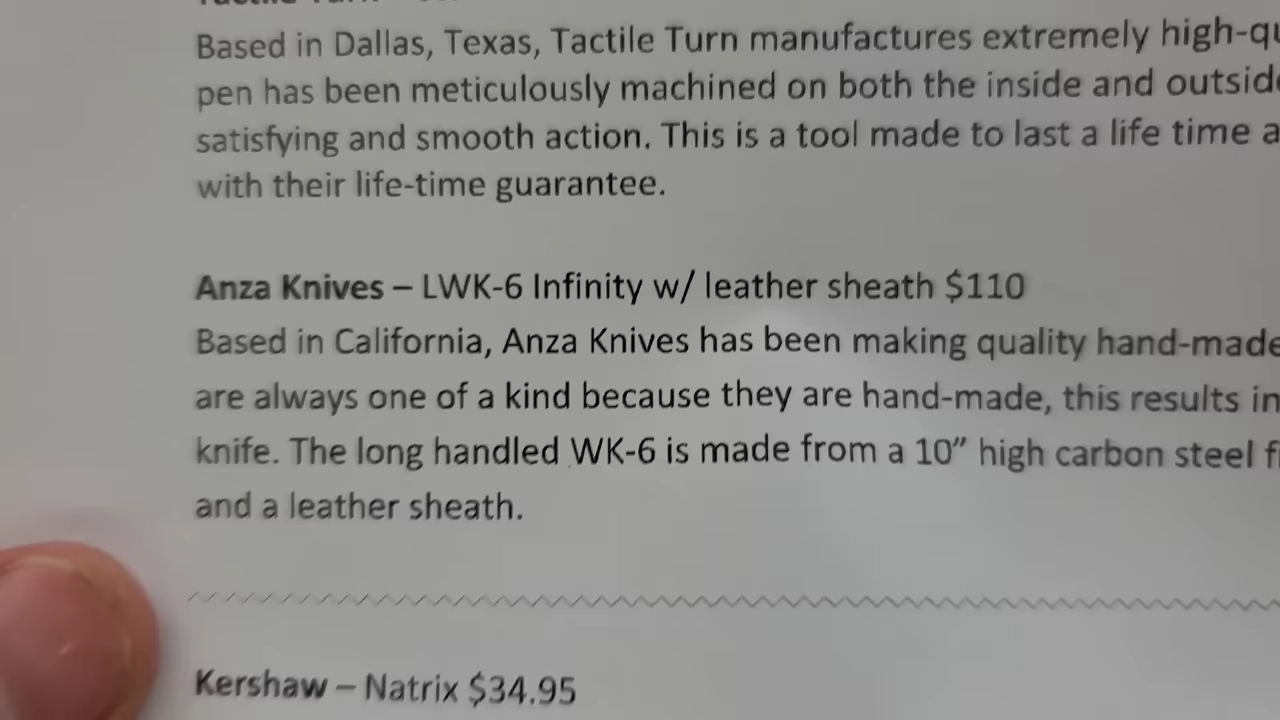 Based in Dallas, Texas, Tactile Turn manufactures extremely
pen has been meticulously machined on both the inside and
satisfying and smooth action. This is a tool made to last a life time
with their life-time guarantee.
Anza Knives – LWK-6 Infinity w/ leather sheath $110
Based in California, Anza Knives has been making quality hand-made
are always one of a kind because they are hand-made, this results in
knife. The long handled WK-6 is made from a 10” high carbon steel
and a leather sheath.
Kershaw – Natrix $34.95